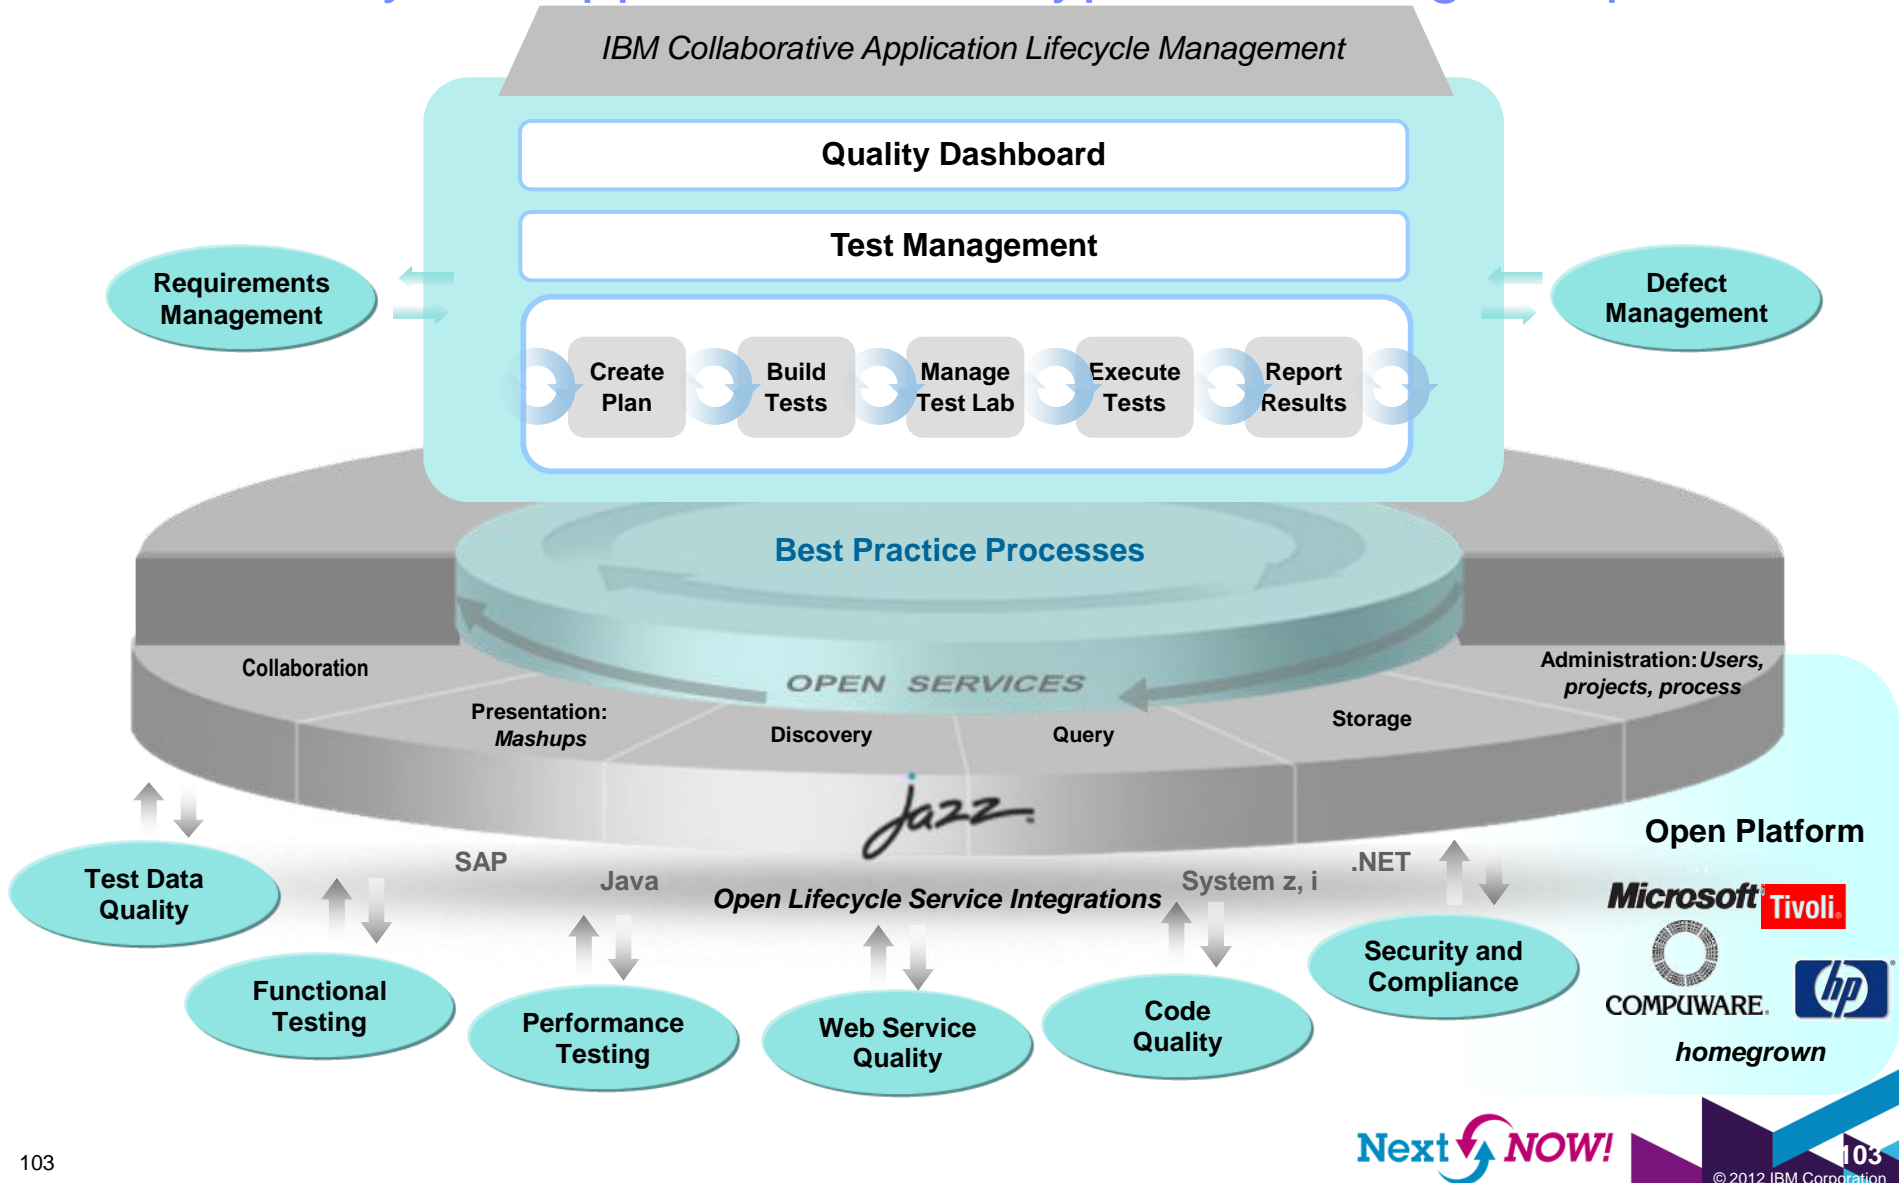 IBM Collaborative Application Lifecycle Management
Quality Dashboard
Test Management
Requirements
Management
Defect
Management
Create
Plan
Build
Tests
Manage
Test Lab
Execute
Tests
Report
Results
Best Practice Processes
OPEN SERVICES
Collaboration
Presentation:
Mashups
Discovery
Query
Storage
Administration: Users,
projects, process
jazz
Open Platform
SAP
Java
Open Lifecycle Service Integrations
System z, i
.NET
Test Data
Quality
Functional
Testing
Performance
Testing
Web Service
Quality
Code
Quality
Security and
Compliance
Microsoft
Tivoli
COMPUWARE.
hp
homegrown
Next NOW!
103
103
© 2012 IBM Corporation